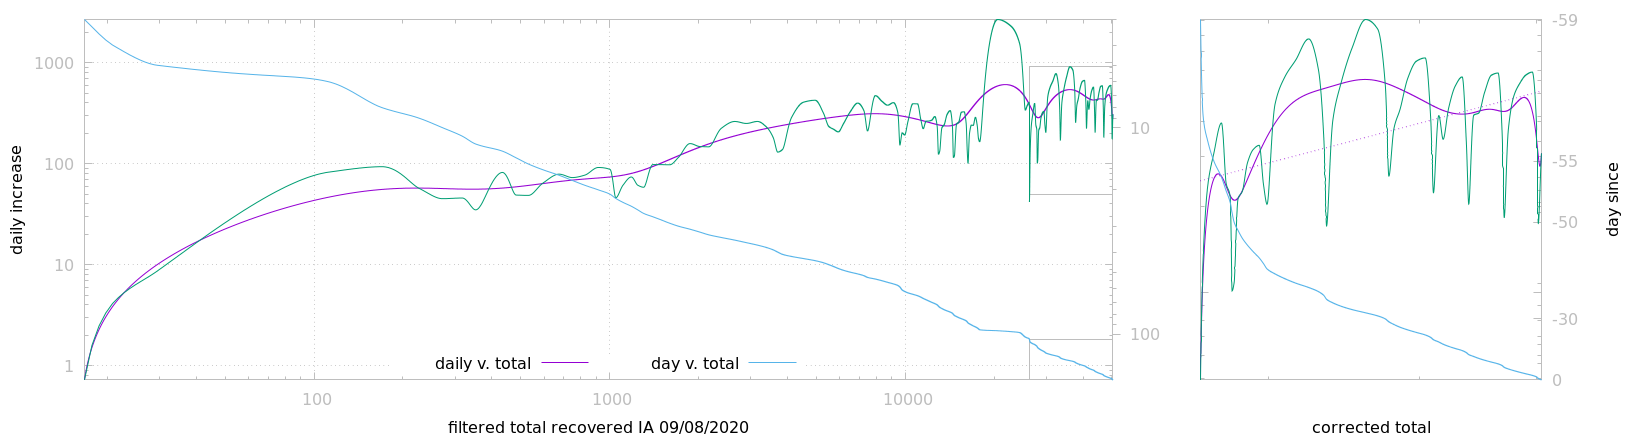 1000
100
10
1
daily increase
100
1000
10000
10
100
daily v. total
day v. total
filtered total recovered IA 09/08/2020
-59
-55
-50
-30
0
day since
corrected total